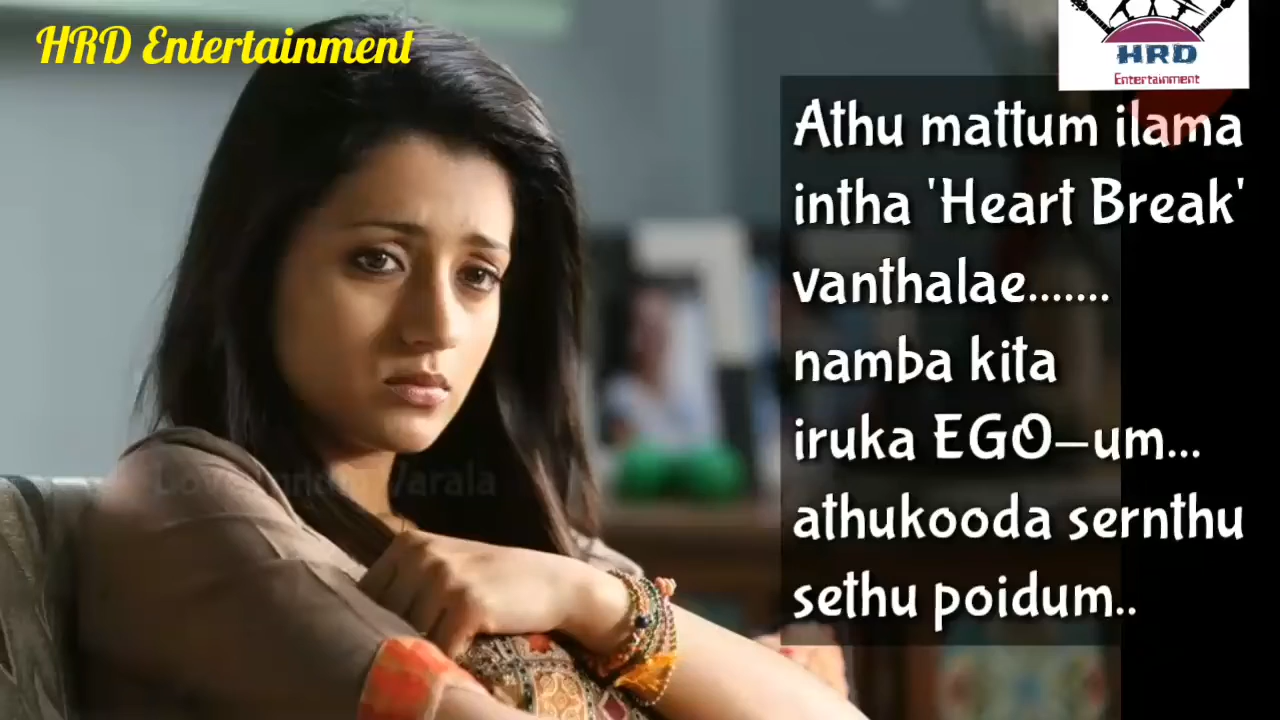 HRD Entertainment
HRD
Entertainment
Athu mattum ilama
intha 'Heart Break'
vanthalae.......
namba kita
iruka EGO–um...
athukooda sernthu
sethu poidum..
Varala